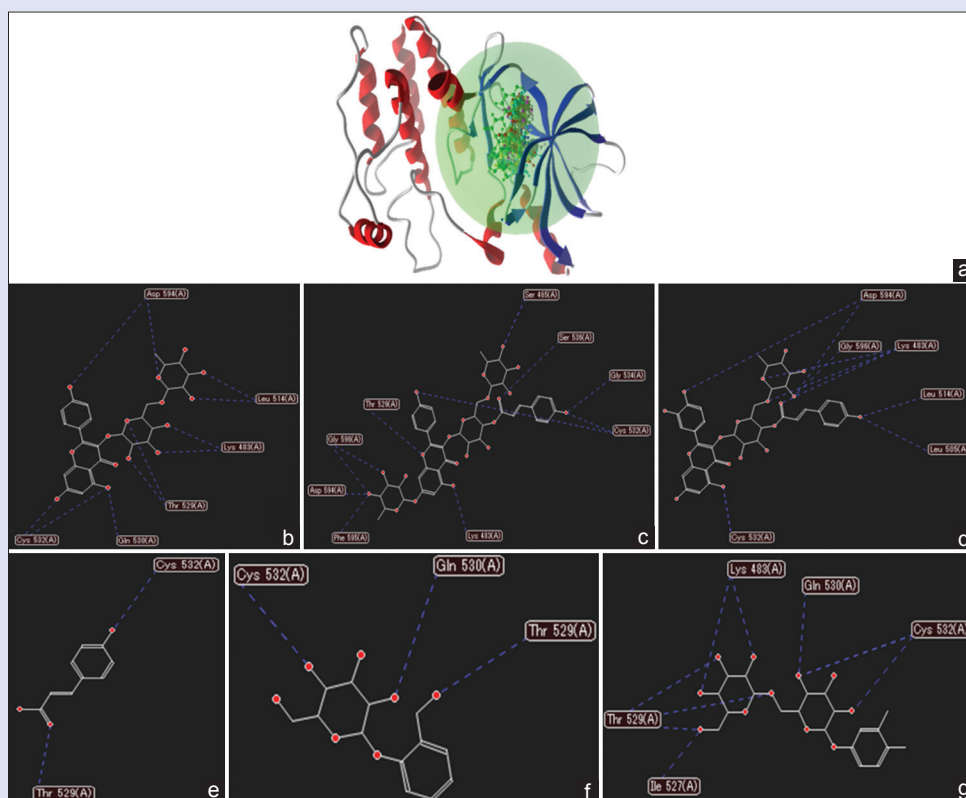 a
Asp 594(A)
Leu 514(A)
Lys 483(A)
Thr 529(A)
Cys 532(A)
Gln 530(A)
b
Ser 465(A)
Ser 536(A)
Gly 534(A)
Thr 529(A)
Cys 532(A)
Gly 596(A)
Asp 594(A)
Phe 595(A)
Lys 483(A)
c
Asp 594(A)
Gly 596(A)
Lys 483(A)
Leu 514(A)
Leu 505(A)
Cys 532(A)
d
Cys 532(A)
Thr 529(A)
e
Cys 532(A)
Gln 530(A)
Thr 529(A)
f
Lys 483(A)
Gln 530(A)
Cys 532(A)
Thr 529(A)
Ile 527(A)
g